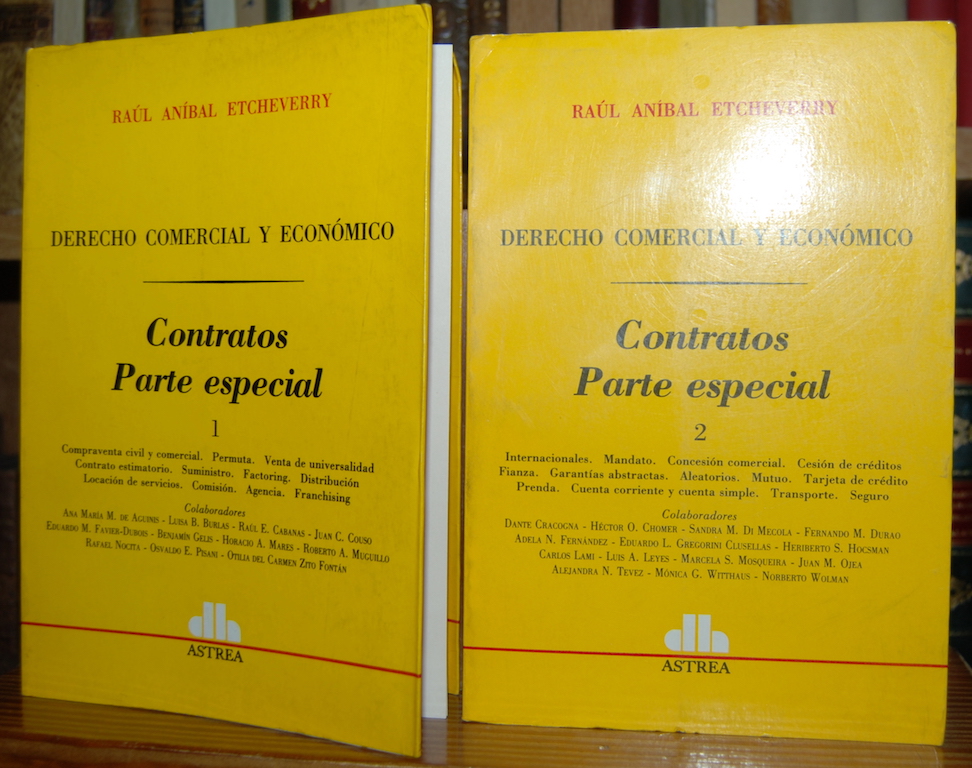 RAÚL ANÍBAL ETCHEVERRY
DERECHO COMERCIAL Y ECONÓMICO
Contratos
Parte especial
1
Compraventa civil y comercial. Permuta. Venta de universalidad
Contrato estimatorio. Suministro. Factoring. Distribución
Locación de servicios. Comisión. Agencia. Franchising
Colaboradores
ANA MARÍA M. DE AGUINIS - LUISA B. BURLAS - RAÚL E. CABANAS - JUAN C. COUSO
EDUARDO M. FAVIER-DUBOIS - BENJAMÍN GELIS - HORACIO A. MARES - ROBERTO A. MUGUILLO
RAFAEL NOCITA - OSVALDO E. PISANI - OTILIA DEL CARMEN ZITO FONTÁN
ASTREA
RAÚL ANÍBAL ETCHEVERRY
DERECHO COMERCIAL Y ECONÓMICO
Contratos
Parte especial
2
Internacionales. Mandato. Concesión comercial. Cesión de créditos
Fianza. Garantías abstractas. Aleatorios. Mutuo. Tarjeta de crédito
Prenda. Cuenta corriente y cuenta simple. Transporte. Seguro
Colaboradores
DANTE CRACOGNA - HÉCTOR O. CHOMER - SANDRA M. DI MECOLA - FERNANDO M. DURAO
ADELA N. FERNÁNDEZ - EDUARDO L. GREGORINI CLUSELLAS - HERIBERTO S. HOCSMAN
CARLOS LAMI - LUIS A. LEYES - MARCELA S. MOSQUEIRA - JUAN M. OJEA
ALEJANDRA N. TEVEZ - MÓNICA G. WITTHAUS - NORBERTO WOLMAN
ASTREA